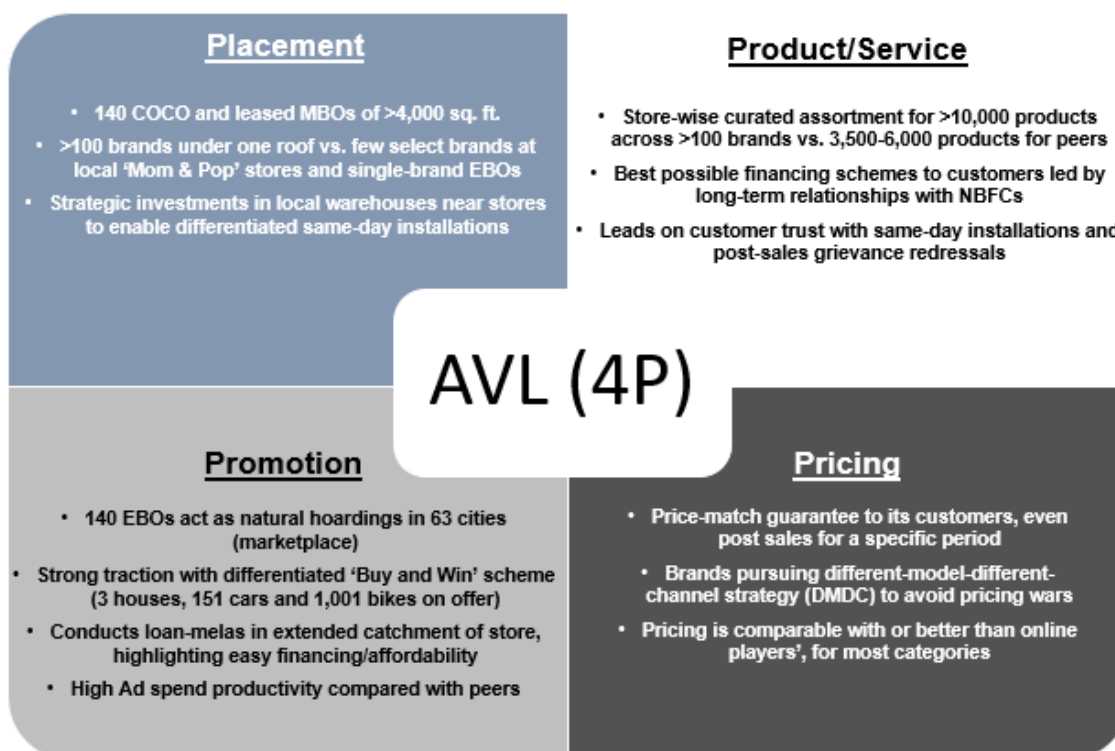 Placement
• 140 COCO and leased MBOs of >4,000 sq. ft.
• >100 brands under one roof vs. few select brands at
local ‘Mom & Pop’ stores and single-brand EBOs
• Strategic investments in local warehouses near stores
to enable differentiated same-day installations
Product/Service
• Store-wise curated assortment for >10,000 products
across >100 brands vs. 3,500-6,000 products for peers
• Best possible financing schemes to customers led by
long-term relationships with NBFCs
• Leads on customer trust with same-day installations and
post-sales grievance redressals
AVL (4P)
Promotion
• 140 EBOs act as natural hoardings in 63 cities
(marketplace)
• Strong traction with differentiated ‘Buy and Win’ scheme
(3 houses, 151 cars and 1,001 bikes on offer)
• Conducts loan-melas in extended catchment of store,
highlighting easy financing/affordability
• High Ad spend productivity compared with peers
Pricing
• Price-match guarantee to its customers, even
post sales for a specific period
• Brands pursuing different-model-different-
channel strategy (DMDC) to avoid pricing wars
• Pricing is comparable with or better than online
players’, for most categories